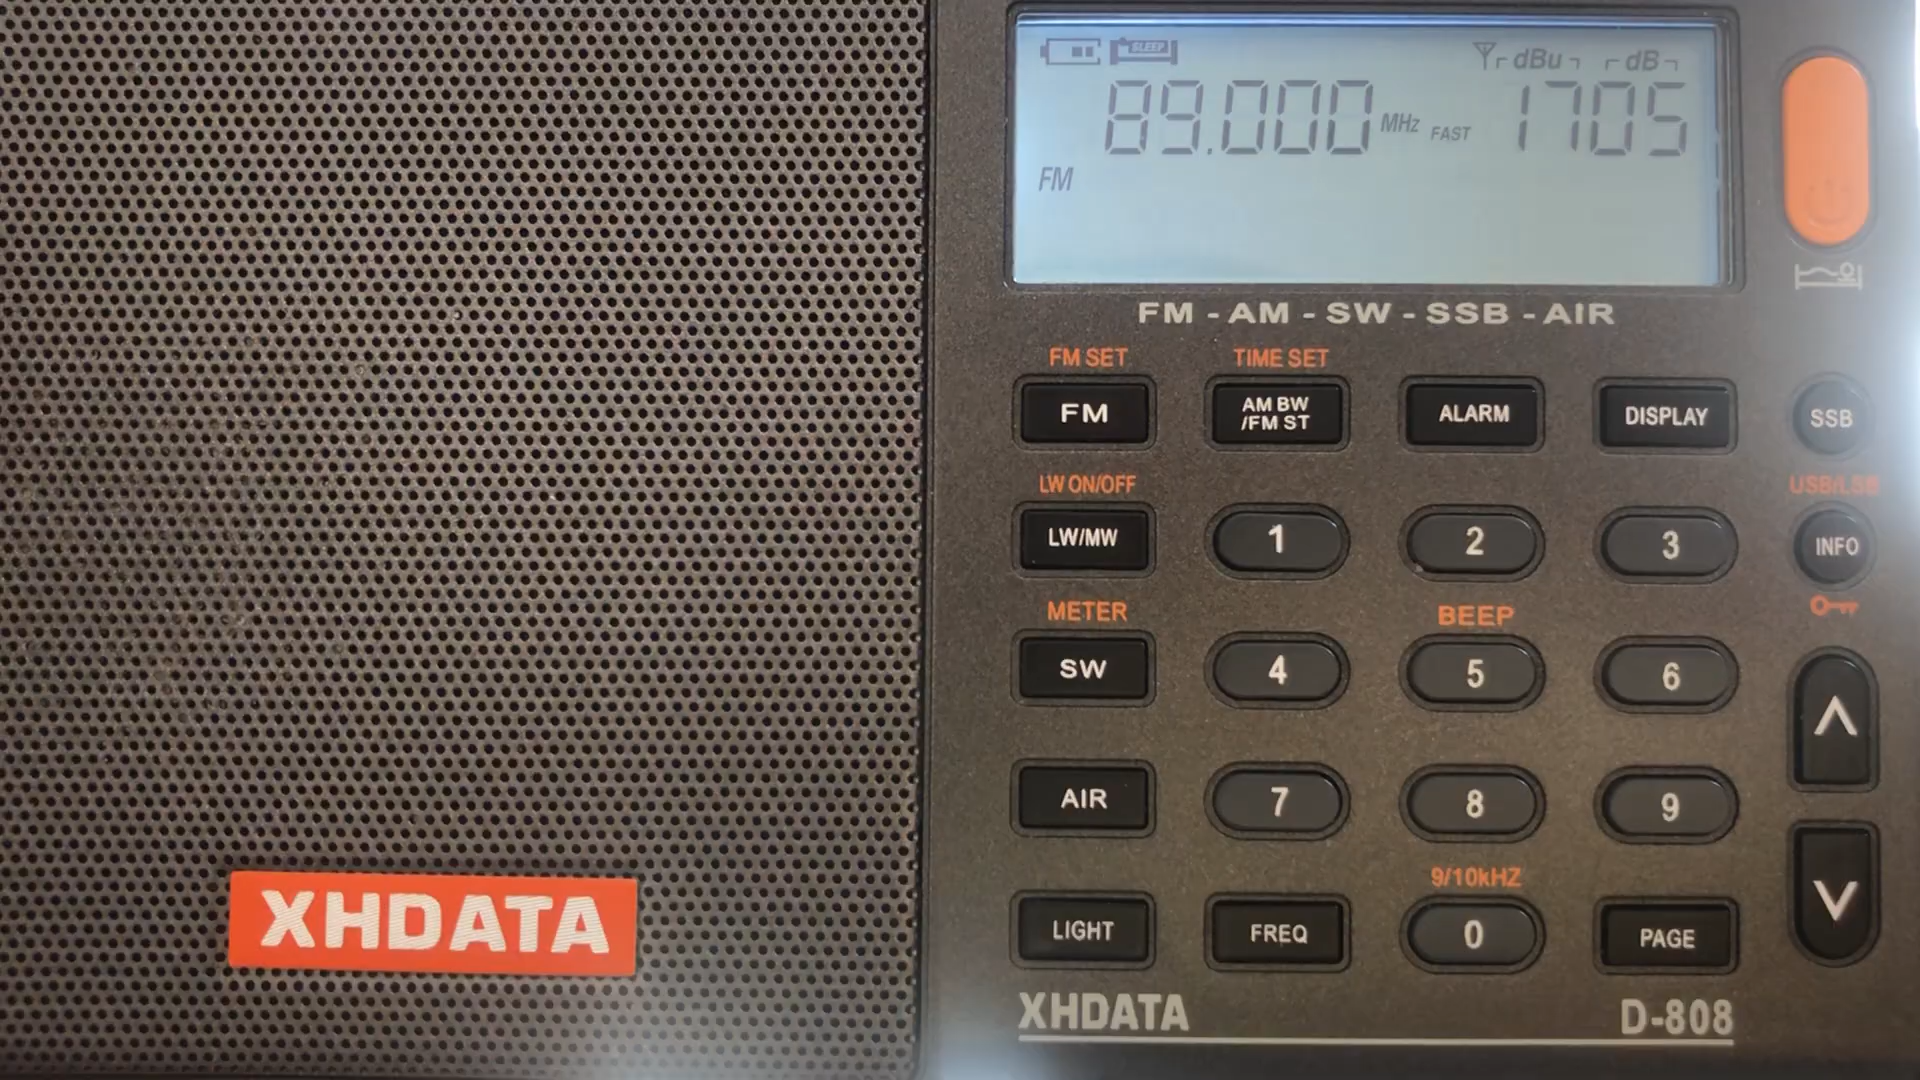 SLEEP
dBu dB
89.000 MHz FAST 1705
FM
FM - AM - SW - SSB - AIR
FM SET TIME SET
FM AM BW /FM ST ALARM DISPLAY SSB
LW ON/OFF USB/LSB
LW/MW 1 2 3 INFO
METER BEEP
SW 4 5 6
AIR 7 8 9
9/10kHZ
LIGHT FREQ 0 PAGE
XHDATA
XHDATA D-808